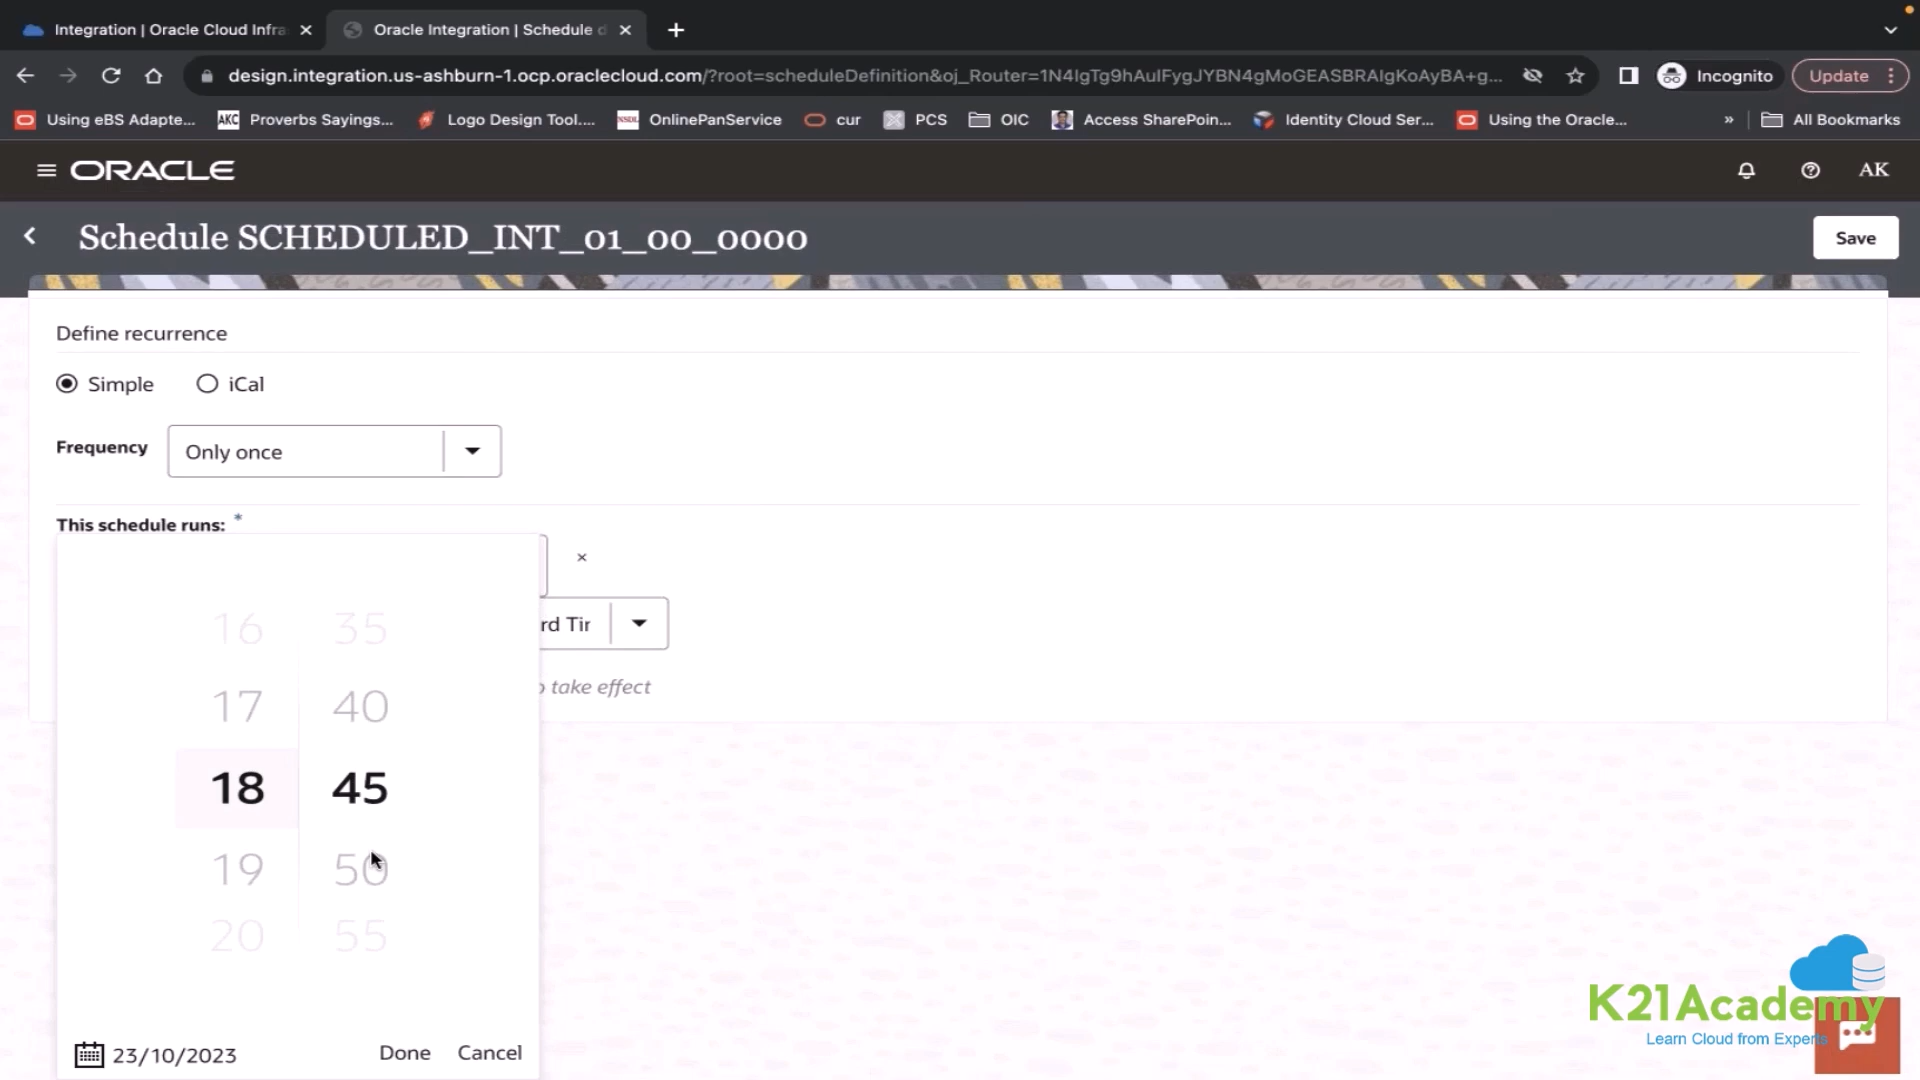 Integration | Oracle Cloud Infra
Oracle Integration | Schedule d
design.integration.us-ashburn-1.ocp.oraclecloud.com/?root=scheduleDefinition&oj_Router=1N4IgTg9hAuIFygJYBN4gMoGEASBRAIgKoAyBA+g...
Incognito
Update
Using eBS Adapte...
AKC
Proverbs Sayings...
Logo Design Tool....
NSDL
OnlinePanService
cur
PCS
OIC
Access SharePoin...
Identity Cloud Ser...
Using the Oracle...
»
All Bookmarks
ORACLE
AK
Schedule SCHEDULED_INT_01_00_0000
Save
Define recurrence
Simple
iCal
Frequency
Only once
This schedule runs: *
rd Tir
take effect
16 35
17 40
18 45
19 50
20 55
23/10/2023
Done
Cancel
K21Academy
Learn Cloud from Experts